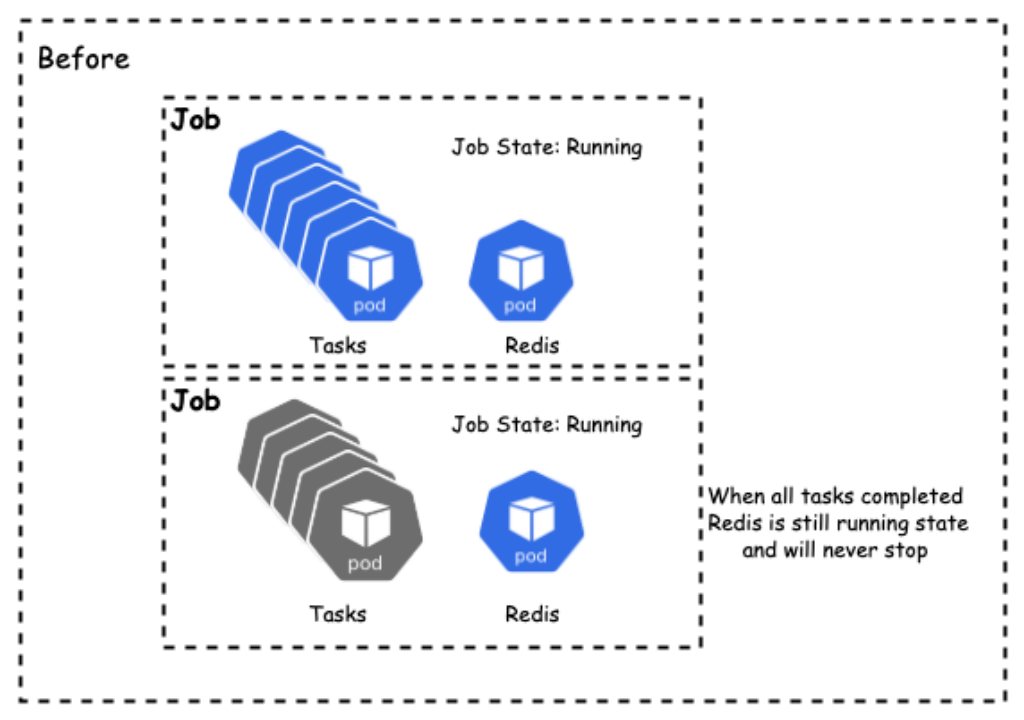 Before
Job
Job State: Running
pod
pod
Tasks
Redis
Job
Job State: Running
When all tasks completed
Redis is still running state
and will never stop
pod
pod
Tasks
Redis